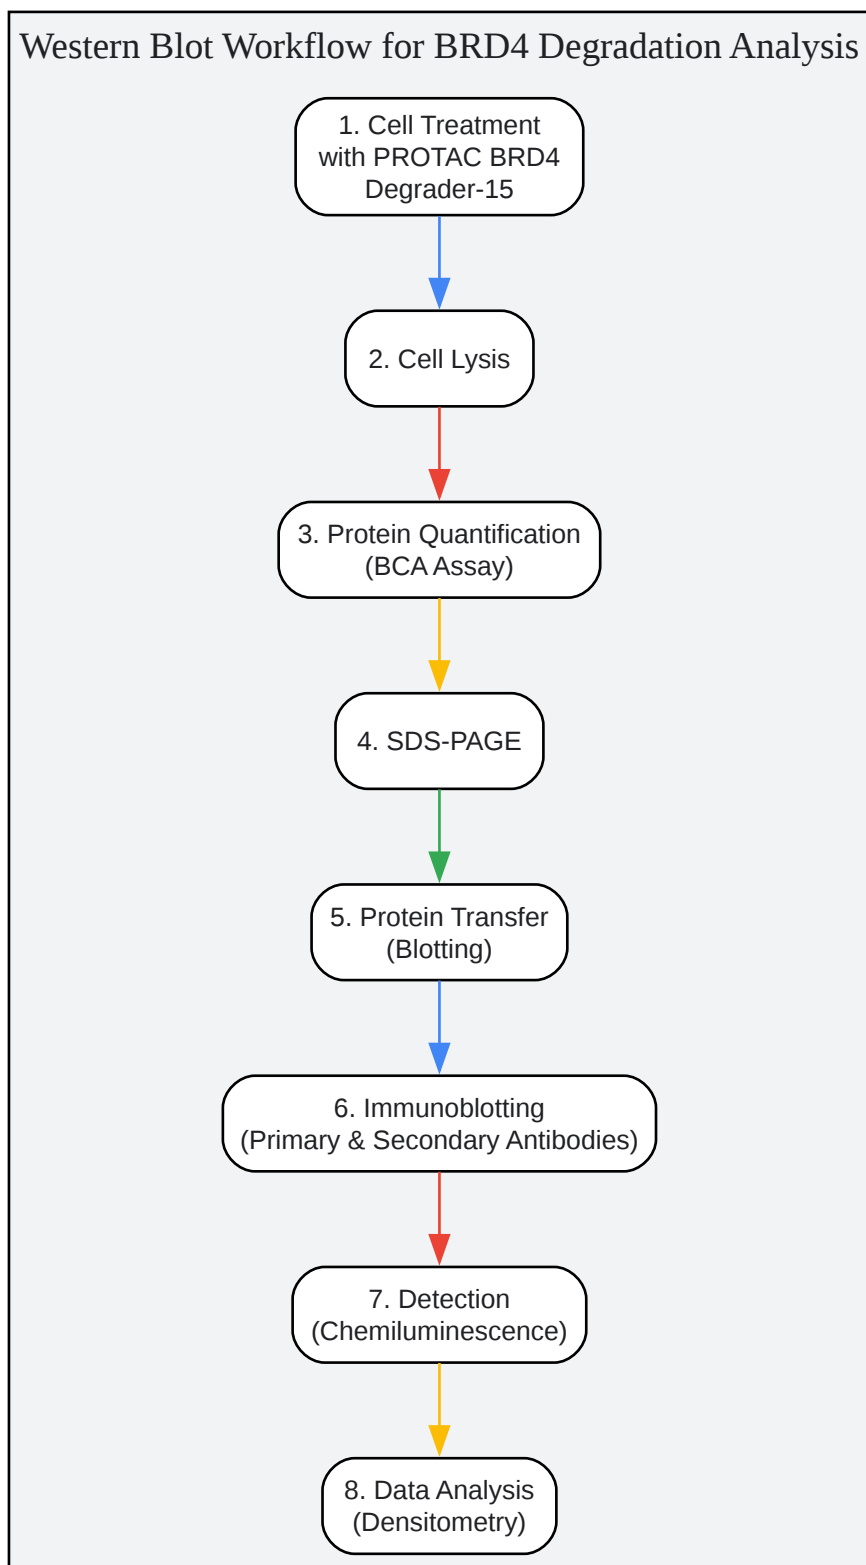 Western Blot Workflow for BRD4 Degradation Analysis
1. Cell Treatment
with PROTAC BRD4
Degrader-15
2. Cell Lysis
3. Protein Quantification
(BCA Assay)
4. SDS-PAGE
5. Protein Transfer
(Blotting)
6. Immunoblotting
(Primary & Secondary Antibodies)
7. Detection
(Chemiluminescence)
8. Data Analysis
(Densitometry)